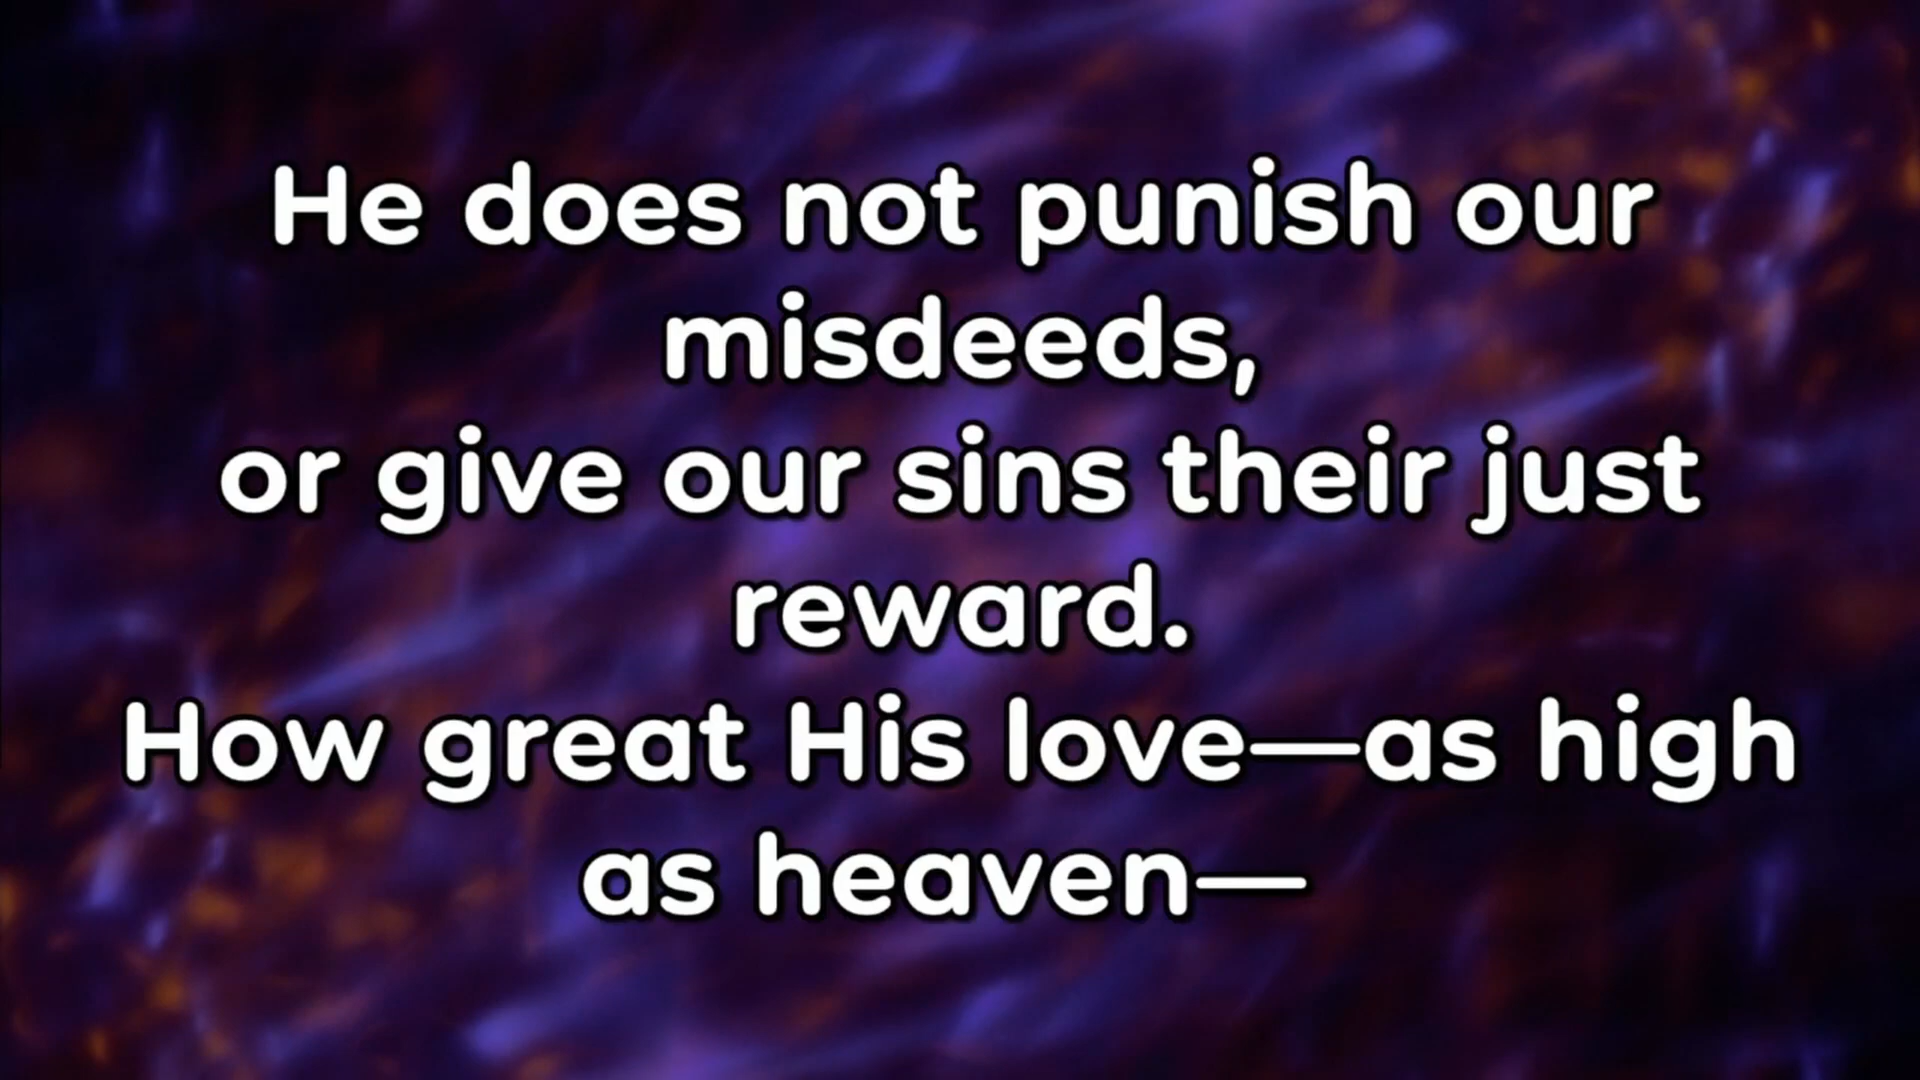 He does not punish our
misdeeds,
or give our sins their just
reward.
How great His love—as high
as heaven—